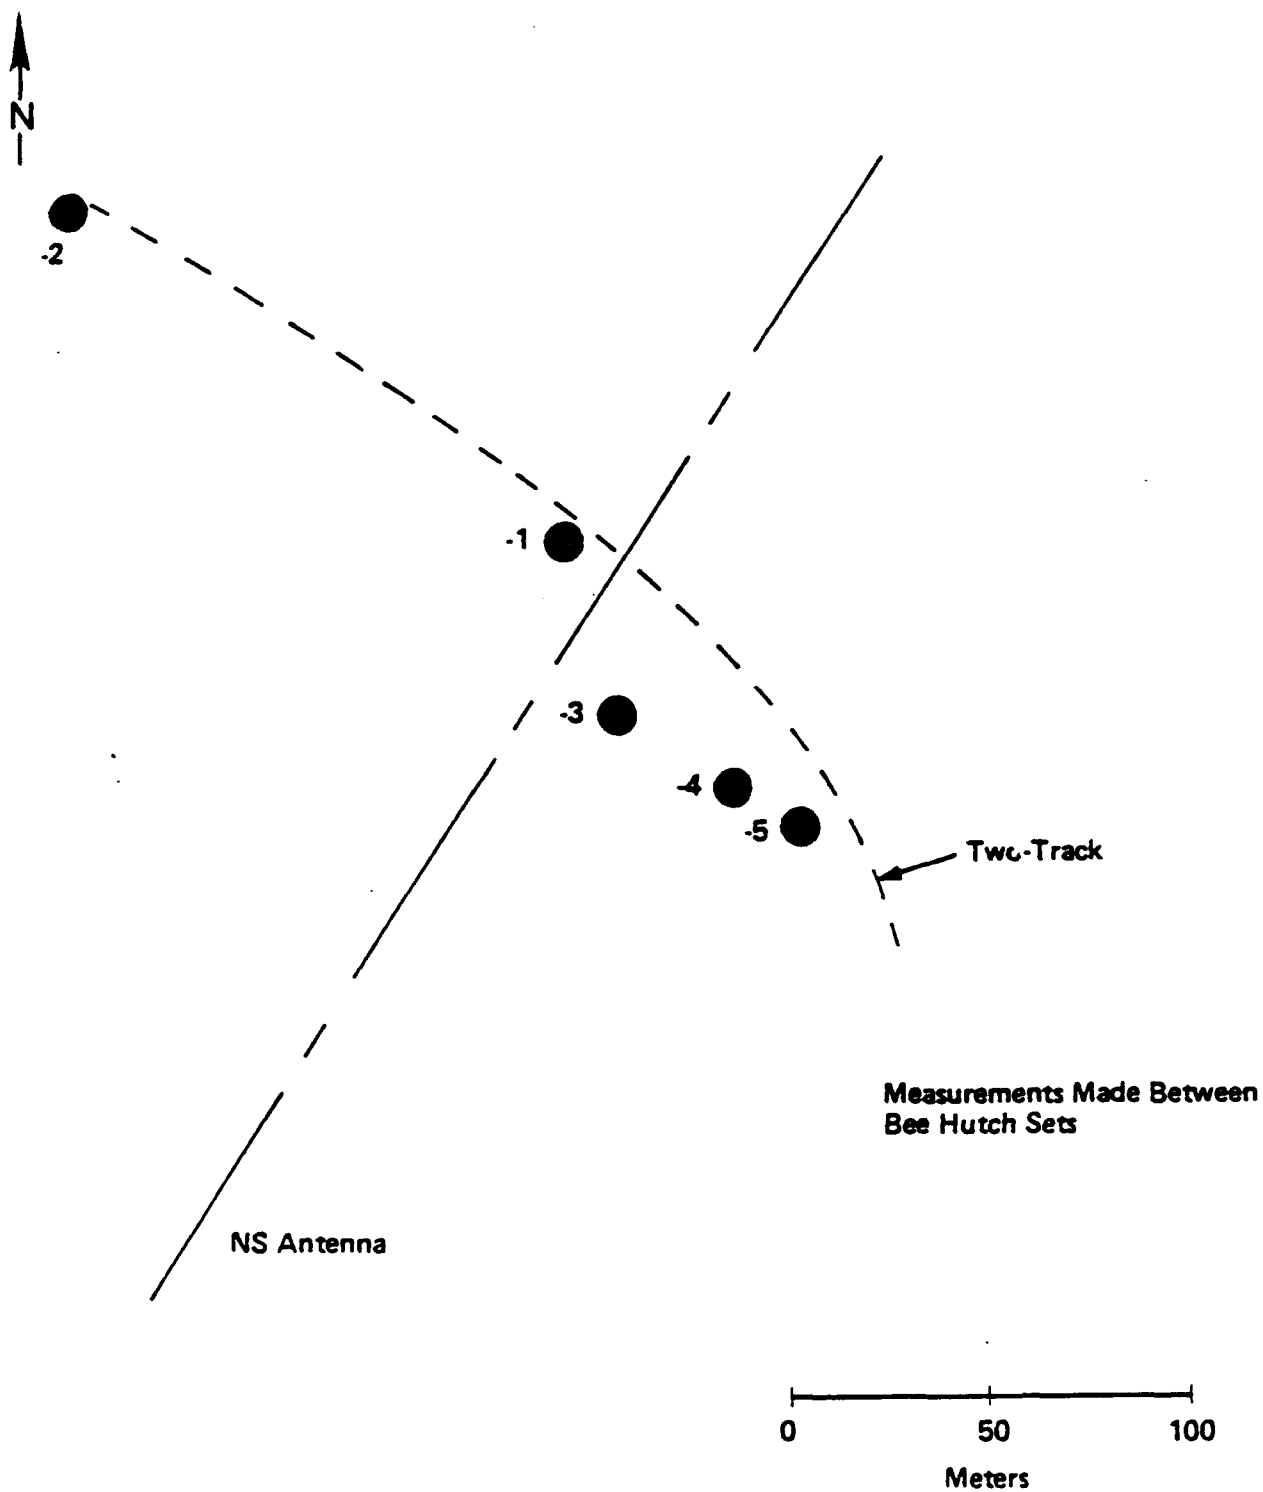 N
-2
-1
-3
-4
-5
Two-Track
Measurements Made Between
Bee Hutch Sets
NS Antenna
0 50 100
Meters